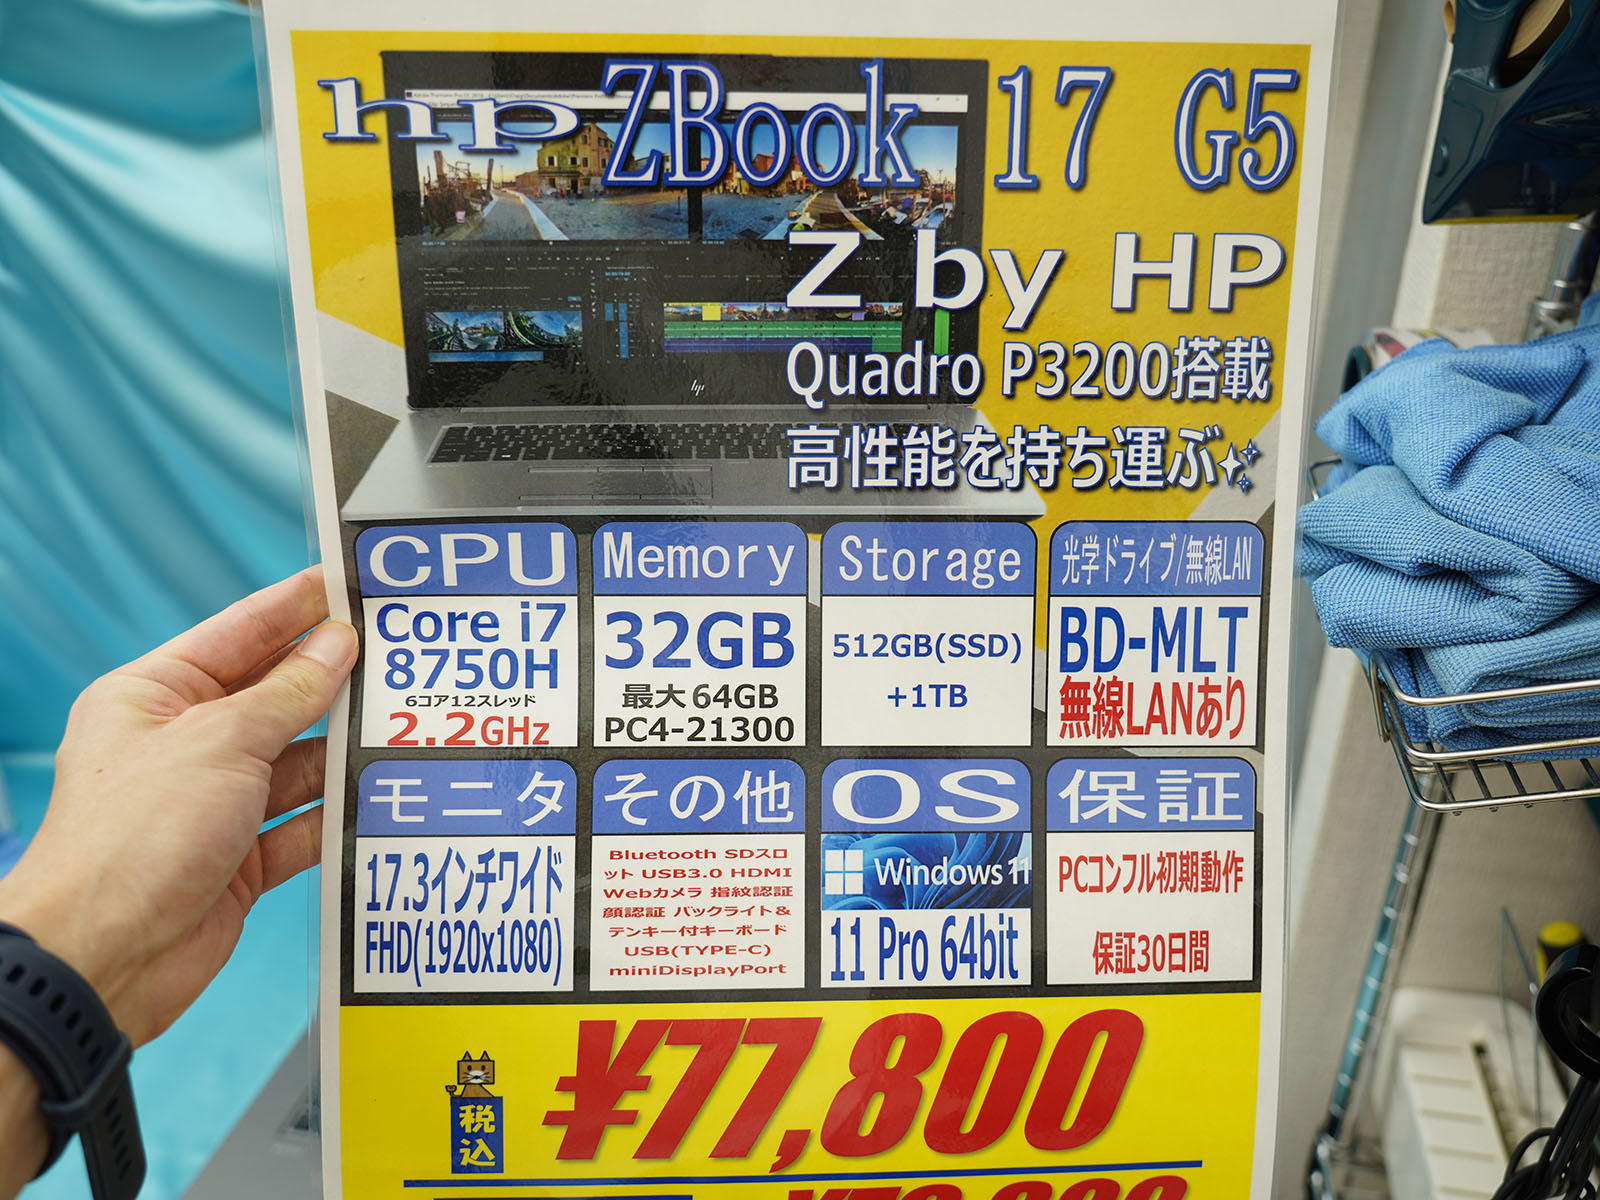 hp ZBook 17 G5
Z by HP
Quadro P3200搭載
高性能を持ち運ぶ
hp
CPU
Core i7
8750H
6コア12スレッド
2.2GHz
Memory
32GB
最大64GB
PC4-21300
Storage
512GB(SSD)
+1TB
光学ドライブ/無線LAN
BD-MLT
無線LANあり
モニタ
17.3インチワイド
FHD(1920x1080)
その他
Bluetooth SDスロ
ット USB3.0 HDMI
Webカメラ 指紋認証
顔認証 バックライト&
テンキー付キーボード
USB(TYPE-C)
miniDisplayPort
OS
Windows 11
11 Pro 64bit
保証
PCコンフル初期動作
保証30日間
税込
¥77,800